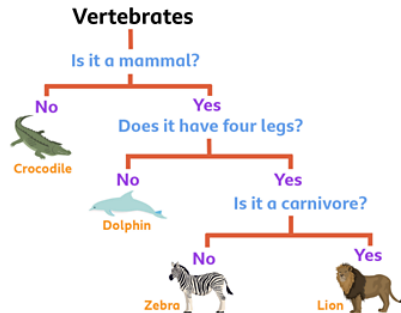 Vertebrates
Is it a mammal?
No
Yes
Does it have four legs?
Crocodile
No
Yes
Is it a carnivore?
Dolphin
No
Yes
Zebra
Lion